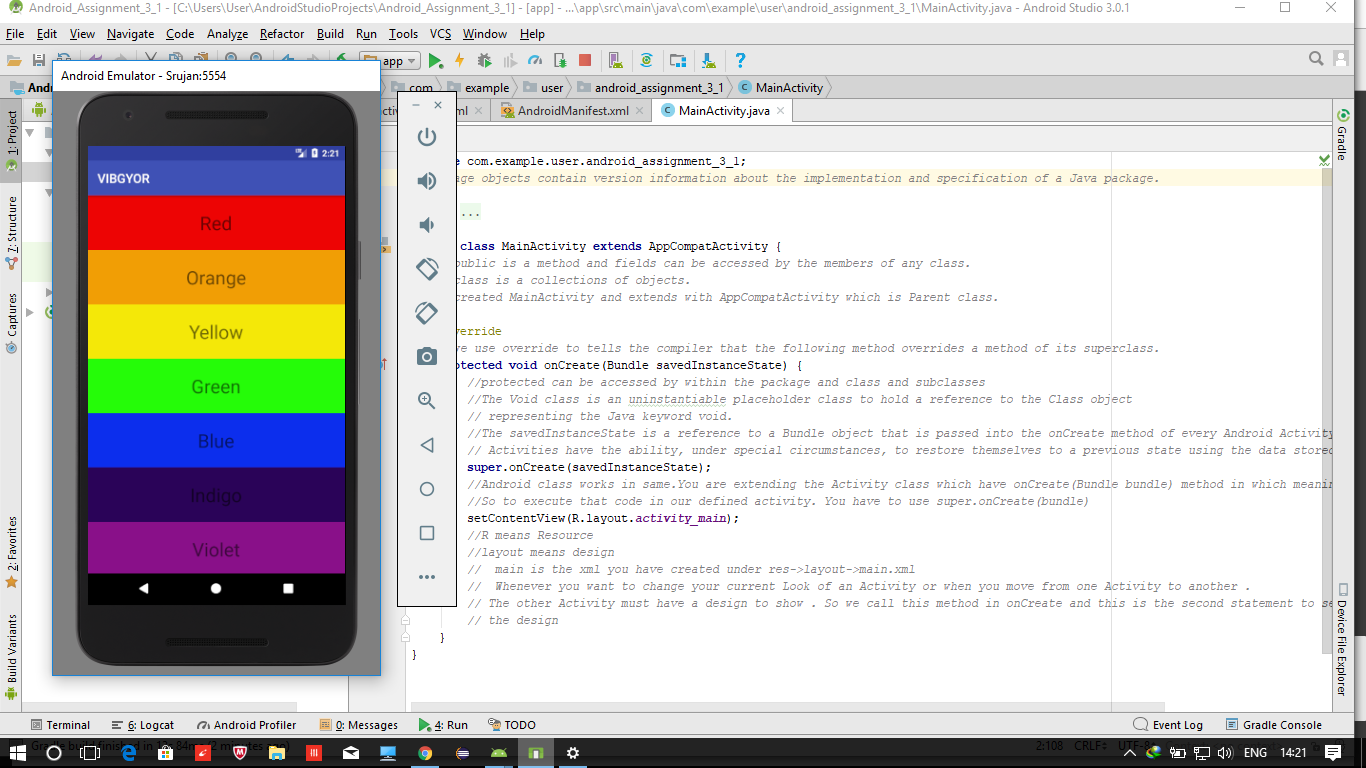 Android_Assignment_3_1 - [C:\Users\User\AndroidStudioProjects\Android_Assignment_3_1] - [app] - ...\app\src\main\java\com\example\user\android_assignment_3_1\MainActivity.java - Android Studio 3.0.1
File Edit View Navigate Code Analyze Refactor Build Run Tools VCS Window Help
app
Android Emulator - Srujan:5554
com example user android_assignment_3_1 MainActivity
AndroidManifest.xml MainActivity.java
1: Project
7: Structure
Captures
2: Favorites
Build Variants
Gradle
Device File Explorer
2:21
VIBGYOR
Red
Orange
Yellow
Green
Blue
Indigo
Violet
com.example.user.android_assignment_3_1;
objects contain version information about the implementation and specification of a Java package.
...
class MainActivity extends AppCompatActivity {
public is a method and fields can be accessed by the members of any class.
class is a collections of objects.
created MainActivity and extends with AppCompatActivity which is Parent class.
verride
we use override to tells the compiler that the following method overrides a method of its superclass.
otected void onCreate(Bundle savedInstanceState) {
//protected can be accessed by within the package and class and subclasses
//The Void class is an uninstantiable placeholder class to hold a reference to the Class object
// representing the Java keyword void.
//The savedInstanceState is a reference to a Bundle object that is passed into the onCreate method of every Android Activity
// Activities have the ability, under special circumstances, to restore themselves to a previous state using the data stored
super.onCreate(savedInstanceState);
//Android class works in same.You are extending the Activity class which have onCreate(Bundle bundle) method in which meanin
//So to execute that code in our defined activity. You have to use super.onCreate(bundle)
setContentView(R.layout.activity_main);
//R means Resource
//layout means design
// main is the xml you have created under res->layout->main.xml
// Whenever you want to change your current Look of an Activity or when you move from one Activity to another .
// The other Activity must have a design to show . So we call this method in onCreate and this is the second statement to se
// the design
}
}
Terminal 6: Logcat Android Profiler 0: Messages 4: Run TODO Event Log Gradle Console
2:108 CRLF
ENG 14:21